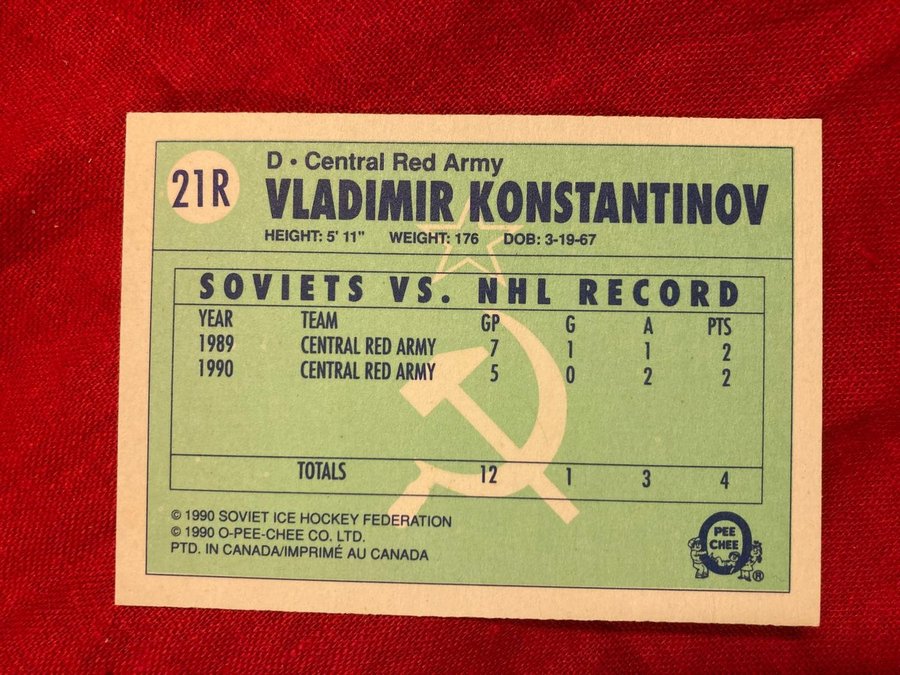 21R
D • Central Red Army
VLADIMIR KONSTANTINOV
HEIGHT: 5' 11" WEIGHT: 176 DOB: 3-19-67
SOVIETS VS. NHL RECORD
YEAR TEAM GP G A PTS
1989 CENTRAL RED ARMY 7 1 1 2
1990 CENTRAL RED ARMY 5 0 2 2
TOTALS 12 1 3 4
© 1990 SOVIET ICE HOCKEY FEDERATION
© 1990 O-PEE-CHEE CO. LTD.
PTD. IN CANADA/IMPRIMÉ AU CANADA
O
PEE
CHEE
®